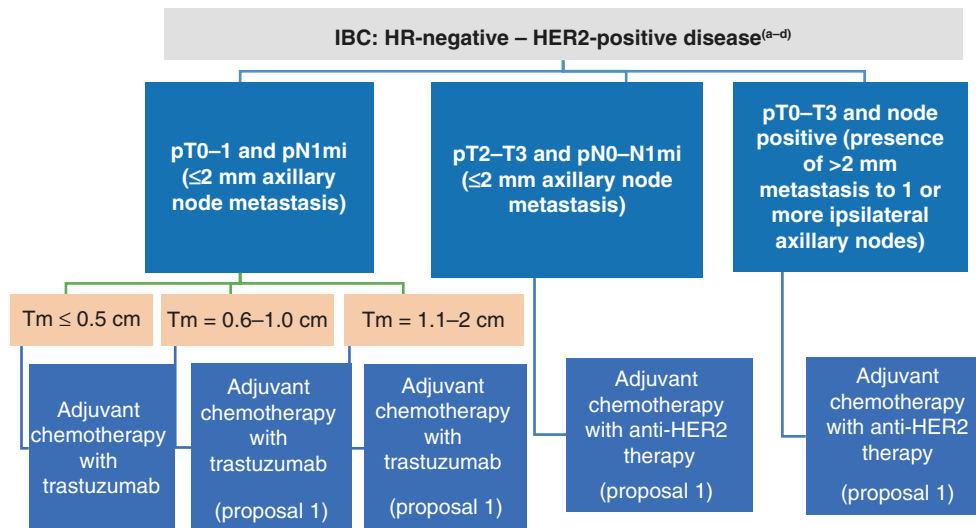 IBC: HR-negative – HER2-positive disease(a–d)
pT0–1 and pN1mi
(≤2 mm axillary
node metastasis)
pT2–T3 and pN0–N1mi
(≤2 mm axillary node
metastasis)
pT0–T3 and node
positive (presence
of >2 mm
metastasis to 1 or
more ipsilateral
axillary nodes)
Tm ≤ 0.5 cm
Tm = 0.6–1.0 cm
Tm = 1.1–2 cm
Adjuvant
chemotherapy
with
trastuzumab
Adjuvant
chemotherapy
with
trastuzumab
(proposal 1)
Adjuvant
chemotherapy
with
trastuzumab
(proposal 1)
Adjuvant
chemotherapy
with anti-HER2
therapy
(proposal 1)
Adjuvant
chemotherapy
with anti-HER2
therapy
(proposal 1)